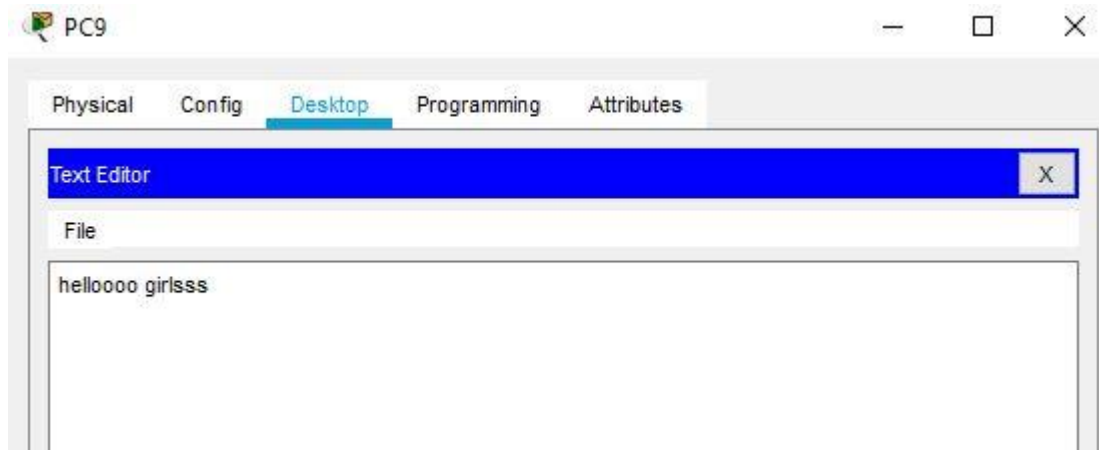 PC9
Physical Config Desktop Programming Attributes
Text Editor X
File
helloooo girlsss